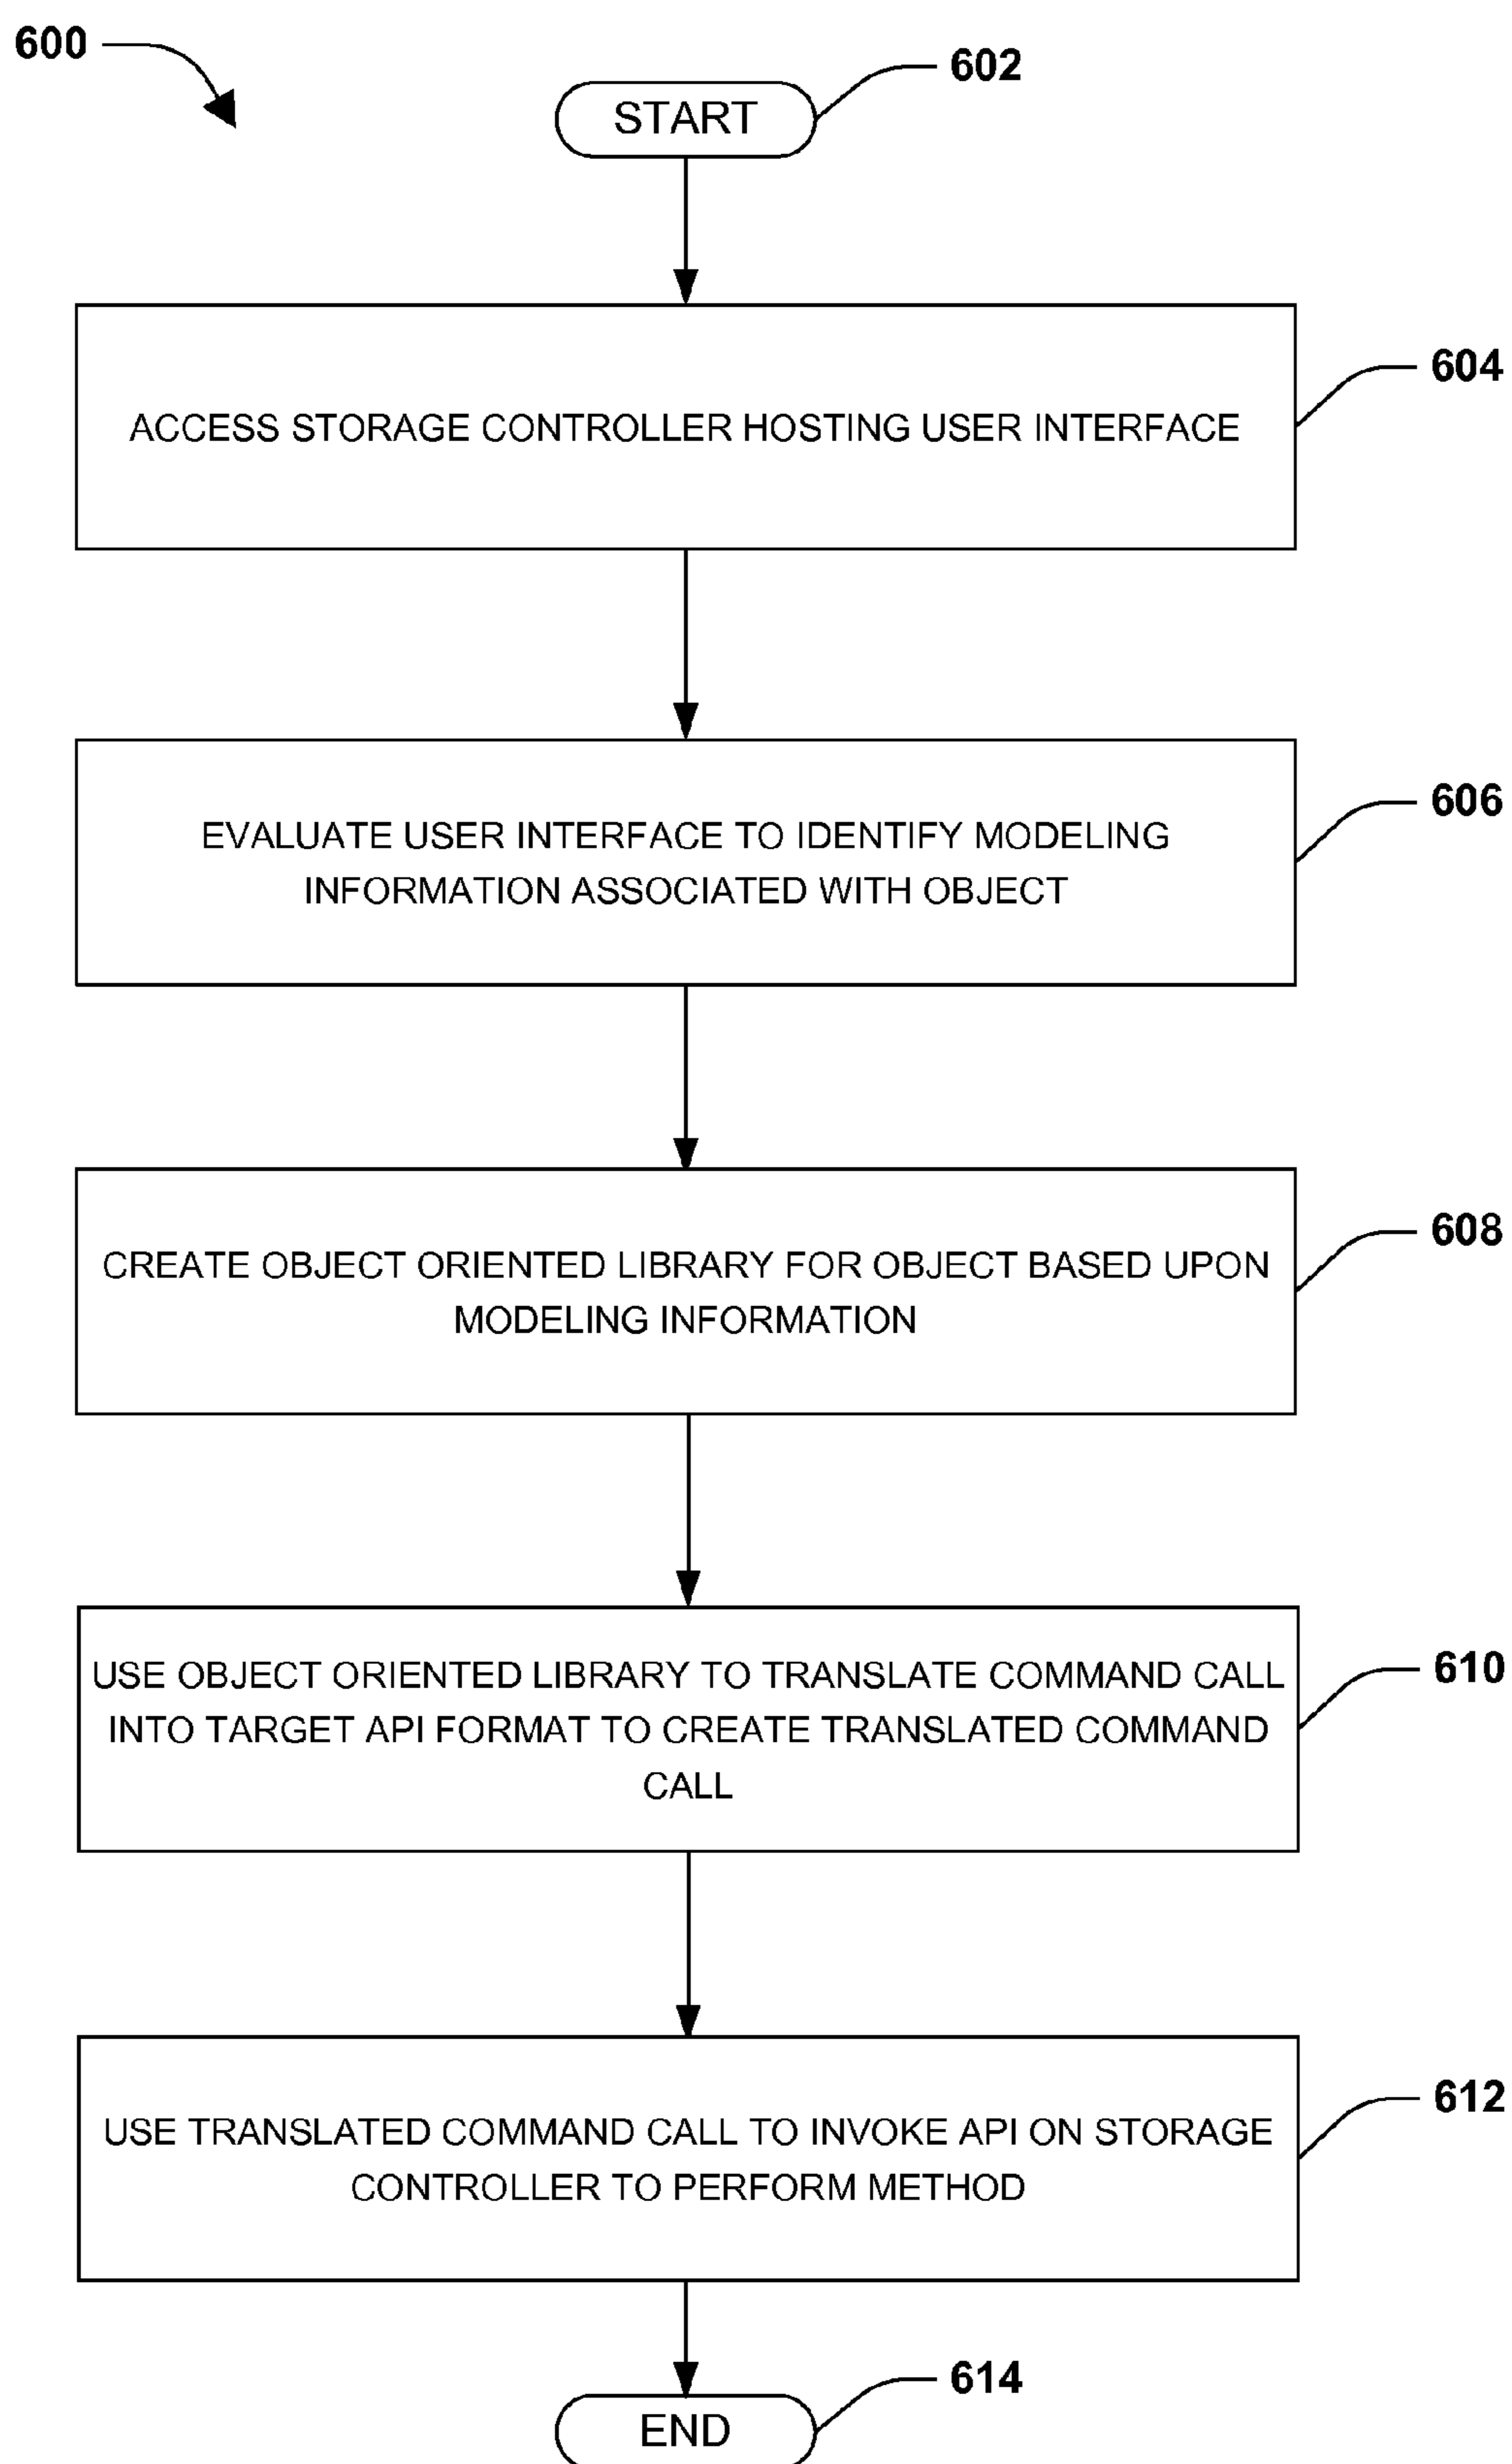 600
602
START
604
ACCESS STORAGE CONTROLLER HOSTING USER INTERFACE
606
EVALUATE USER INTERFACE TO IDENTIFY MODELING
INFORMATION ASSOCIATED WITH OBJECT
608
CREATE OBJECT ORIENTED LIBRARY FOR OBJECT BASED UPON
MODELING INFORMATION
610
USE OBJECT ORIENTED LIBRARY TO TRANSLATE COMMAND CALL
INTO TARGET API FORMAT TO CREATE TRANSLATED COMMAND
CALL
612
USE TRANSLATED COMMAND CALL TO INVOKE API ON STORAGE
CONTROLLER TO PERFORM METHOD
614
END